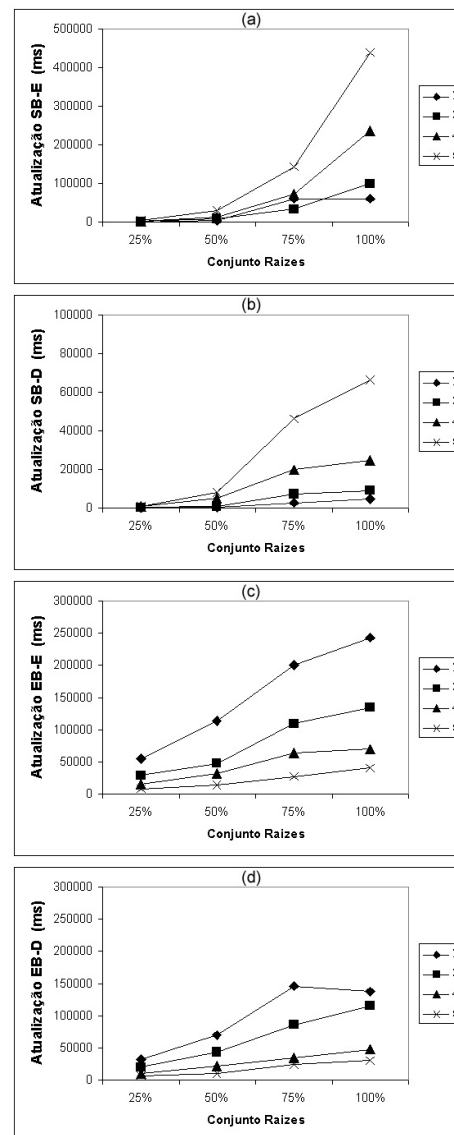 (a)
Atualização SB-E (ms)
500000
400000
300000
200000
100000
0
25% 50% 75% 100%
Conjunto Raizes
(b)
Atualização SB-D (ms)
100000
80000
60000
40000
20000
0
25% 50% 75% 100%
Conjunto Raizes
(c)
Atualização EB-E (ms)
300000
250000
200000
150000
100000
50000
0
25% 50% 75% 100%
Conjunto Raizes
(d)
Atualização EB-D (ms)
300000
250000
200000
150000
100000
50000
0
25% 50% 75% 100%
Conjunto Raizes